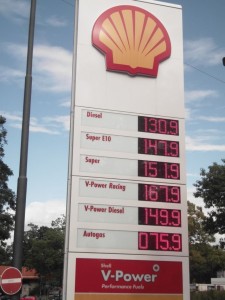 Diesel
130.9
Super E10
147.9
Super
151.9
V-Power Racing
167.9
V-Power Diesel
149.9
Autogas
075.9
Shell
V-Power
Performance Fuels